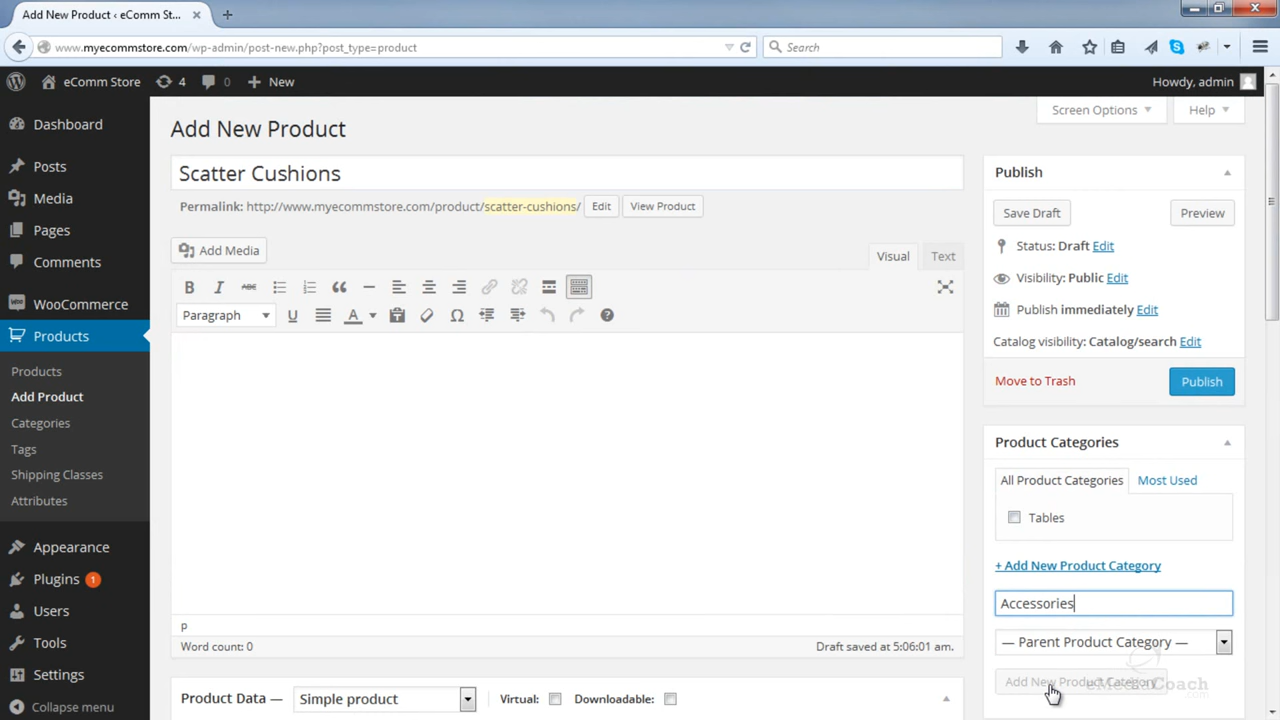 Add New Product ‹ eComm St...
www.myecommstore.com/wp-admin/post-new.php?post_type=product
Search
eComm Store
4
0
New
Howdy, admin
Screen Options
Help
Dashboard
Posts
Media
Pages
Comments
WooCommerce
Products
Products
Add Product
Categories
Tags
Shipping Classes
Attributes
Appearance
Plugins 1
Users
Tools
Settings
Collapse menu
Add New Product
Scatter Cushions
Permalink: http://www.myecommstore.com/product/scatter-cushions/ Edit View Product
Add Media
Visual Text
B I ABC
Paragraph U A Ω
p
Word count: 0
Draft saved at 5:06:01 am.
Product Data — Simple product Virtual: Downloadable:
Publish
Save Draft Preview
Status: Draft Edit
Visibility: Public Edit
Publish immediately Edit
Catalog visibility: Catalog/search Edit
Move to Trash Publish
Product Categories
All Product Categories Most Used
Tables
+ Add New Product Category
Accessories
— Parent Product Category —
Add New Product Category
eMediaCoach
.com